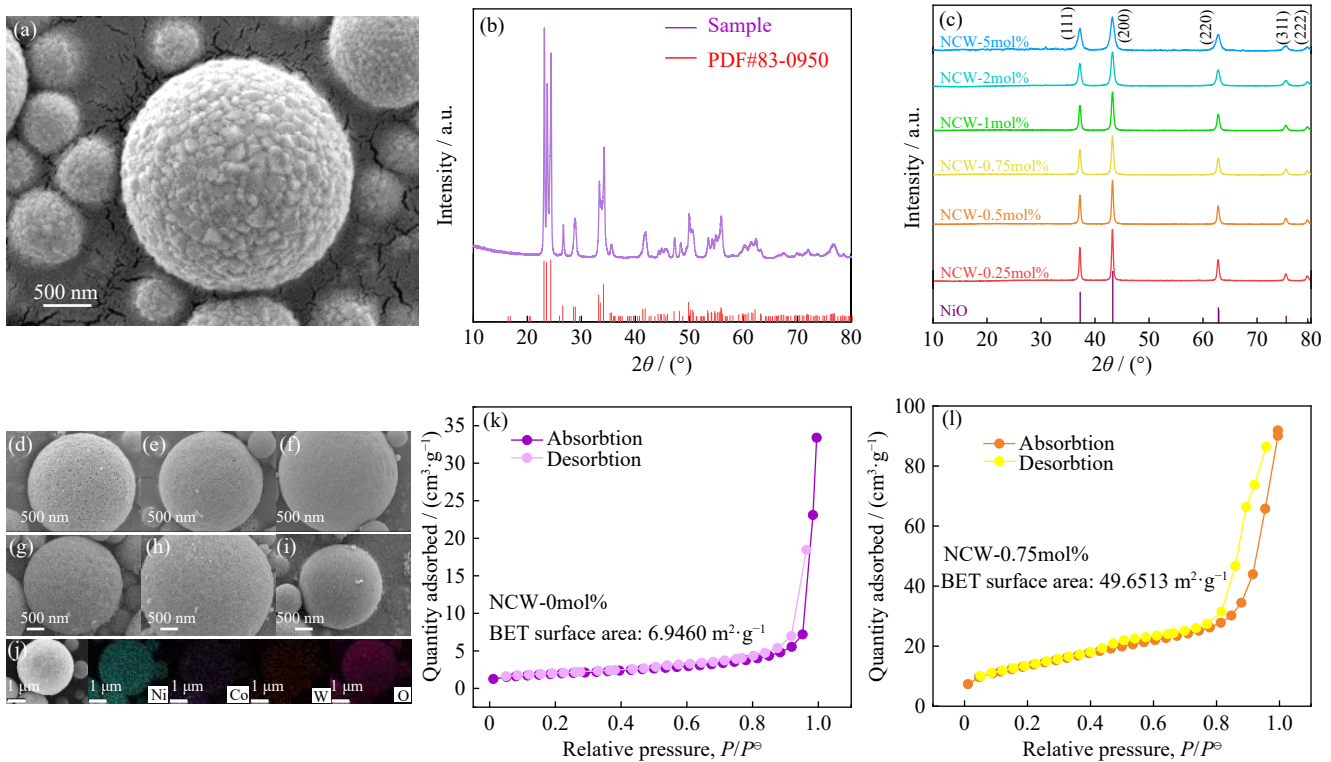 (a)
500 nm
(b)
Sample
PDF#83-0950
Intensity / a.u.
10 20 30 40 50 60 70 80
2θ / (°)
(c)
(111)
(200)
(220)
(311)
(222)
NCW-5mol%
NCW-2mol%
NCW-1mol%
NCW-0.75mol%
NCW-0.5mol%
NCW-0.25mol%
NiO
Intensity / a.u.
10 20 30 40 50 60 70 80
2θ / (°)
(d)
500 nm
(e)
500 nm
(f)
500 nm
(g)
500 nm
(h)
500 nm
(i)
500 nm
(j)
1 μm
1 μm
Ni
1 μm
Co
1 μm
W
1 μm
O
(k)
Absorbtion
Desorbtion
NCW-0mol%
BET surface area: 6.9460 m²·g⁻¹
Quantity adsorbed / (cm³·g⁻¹)
35
30
25
20
15
10
5
0
0 0.2 0.4 0.6 0.8 1.0
Relative pressure, P/P⊖
(l)
Absorbtion
Desorbtion
NCW-0.75mol%
BET surface area: 49.6513 m²·g⁻¹
Quantity adsorbed / (cm³·g⁻¹)
100
80
60
40
20
0
0 0.2 0.4 0.6 0.8 1.0
Relative pressure, P/P⊖